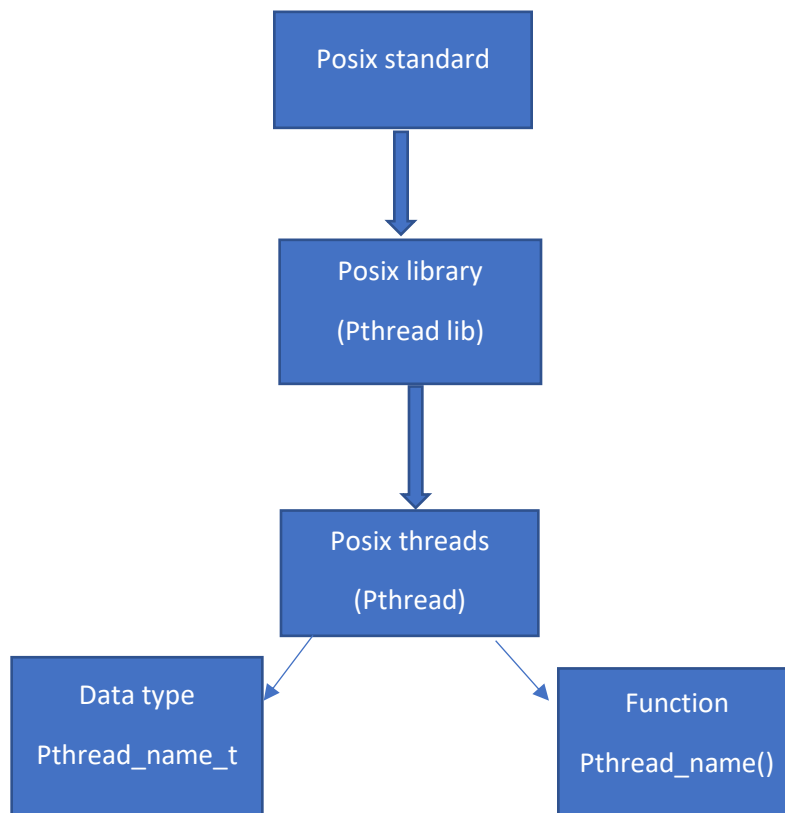 Posix standard
Posix library
(Pthread lib)
Posix threads
(Pthread)
Data type
Pthread_name_t
Function
Pthread_name()